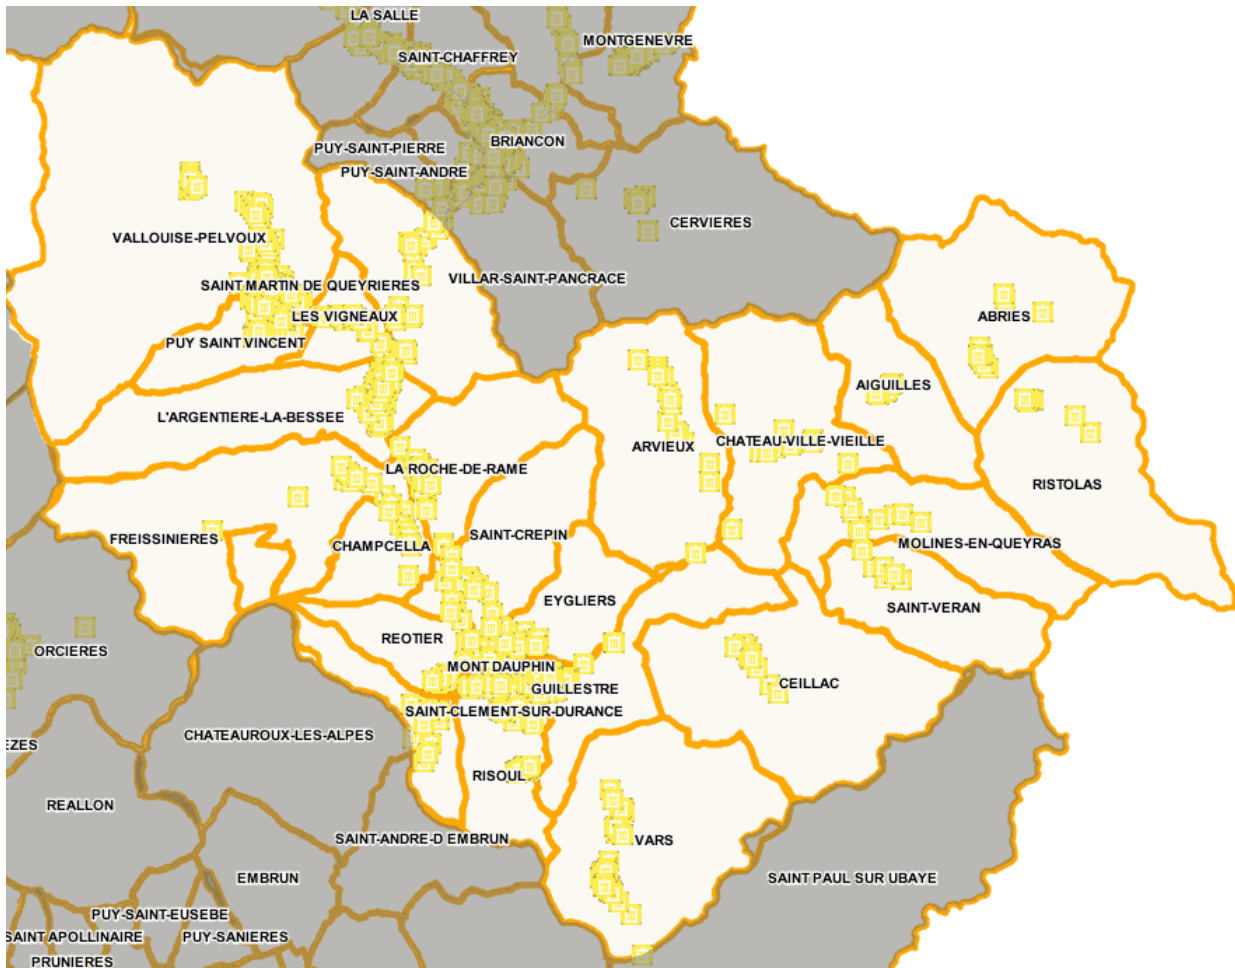 LA SALLE
MONTGENEVRE
SAINT-CHAFFREY
BRIANCON
PUY-SAINT-PIERRE
PUY-SAINT-ANDRE
CERVIERES
VALLOUISE-PELVOUX
VILLAR-SAINT-PANCRACE
SAINT MARTIN DE QUEYRIERES
LES VIGNEAUX
ABRIES
PUY SAINT VINCENT
AIGUILLES
L'ARGENTIERE-LA-BESSEE
CHATEAU-VILLE-VIEILLE
ARVIEUX
LA ROCHE-DE-RAME
RISTOLAS
SAINT-CREPIN
FREISSINIERES
CHAMPCELLA
MOLINES-EN-QUEYRAS
EYGLIERS
SAINT-VERAN
REOTIER
ORCIERES
MONT DAUPHIN
CEILLAC
GUILLESTRE
SAINT-CLEMENT-SUR-DURANCE
CHATEAUROUX-LES-ALPES
EZES
RISOUL
REALLON
SAINT-ANDRE-D EMBRUN
VARS
EMBRUN
SAINT PAUL SUR UBAYE
PUY-SAINT-EUSEBE
SAINT APOLLINAIRE
PUY-SANIERES
PRUNIERES